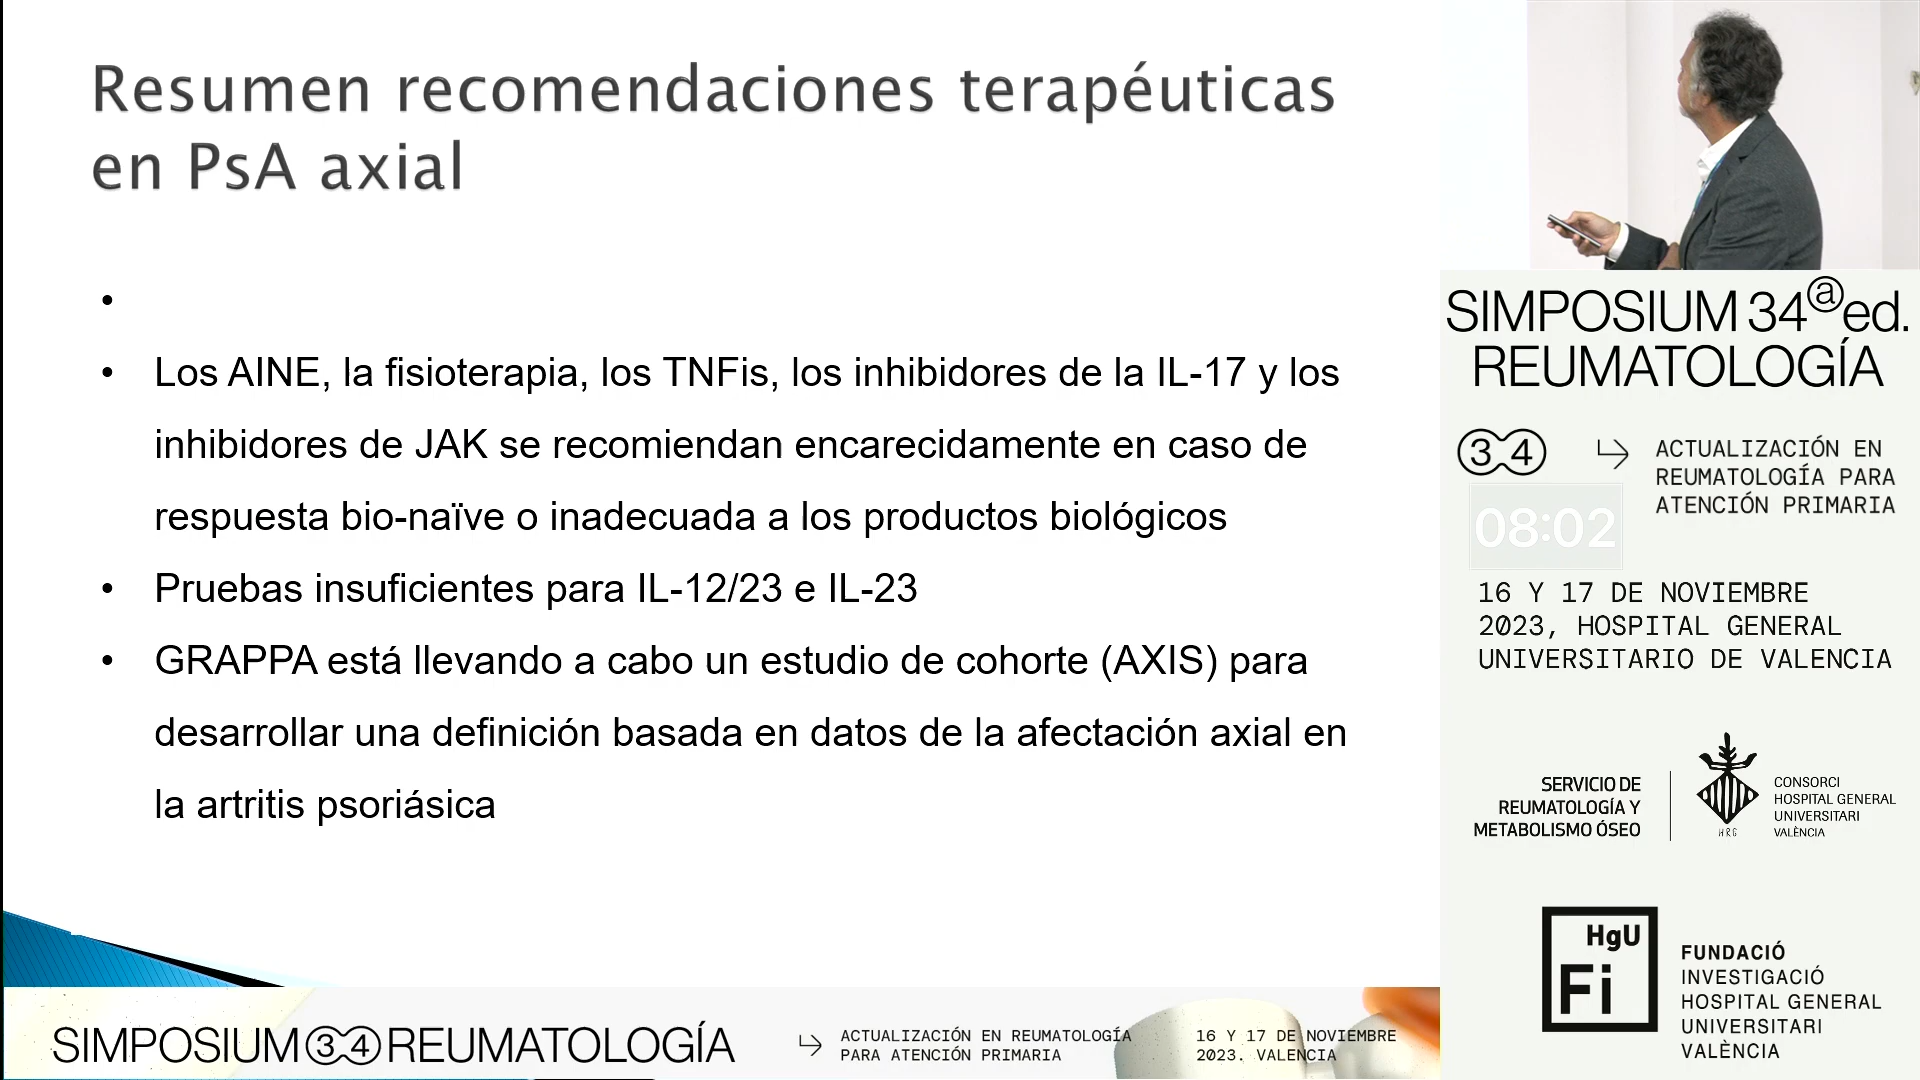 Resumen recomendaciones terapéuticas
en PsA axial
•
• Los AINE, la fisioterapia, los TNFis, los inhibidores de la IL-17 y los
inhibidores de JAK se recomiendan encarecidamente en caso de
respuesta bio-naïve o inadecuada a los productos biológicos
• Pruebas insuficientes para IL-12/23 e IL-23
• GRAPPA está llevando a cabo un estudio de cohorte (AXIS) para
desarrollar una definición basada en datos de la afectación axial en
la artritis psoriásica
SIMPOSIUM 34 REUMATOLOGÍA
ACTUALIZACIÓN EN REUMATOLOGÍA
PARA ATENCIÓN PRIMARIA
16 Y 17 DE NOVIEMBRE
2023. VALENCIA
SIMPOSIUM 34ⓐed.
REUMATOLOGÍA
34
ACTUALIZACIÓN EN
REUMATOLOGÍA PARA
ATENCIÓN PRIMARIA
08:02
16 Y 17 DE NOVIEMBRE
2023, HOSPITAL GENERAL
UNIVERSITARIO DE VALENCIA
SERVICIO DE
REUMATOLOGÍA Y
METABOLISMO ÓSEO
HRG
CONSORCI
HOSPITAL GENERAL
UNIVERSITARI
VALÈNCIA
HgU
Fi
FUNDACIÓ
INVESTIGACIÓ
HOSPITAL GENERAL
UNIVERSITARI
VALÈNCIA